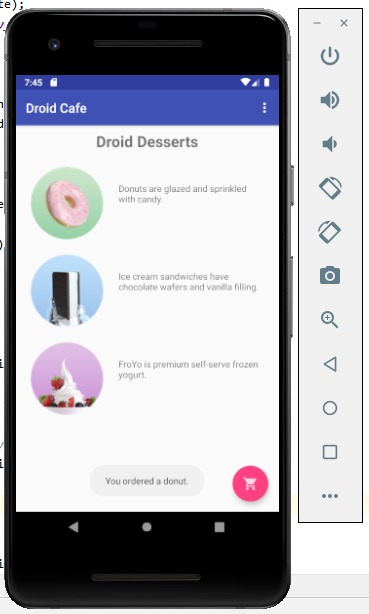 7:45
Droid Cafe
Droid Desserts
Donuts are glazed and sprinkled
with candy.
Ice cream sandwiches have
chocolate wafers and vanilla filling.
FroYo is premium self-serve frozen
yogurt.
You ordered a donut.